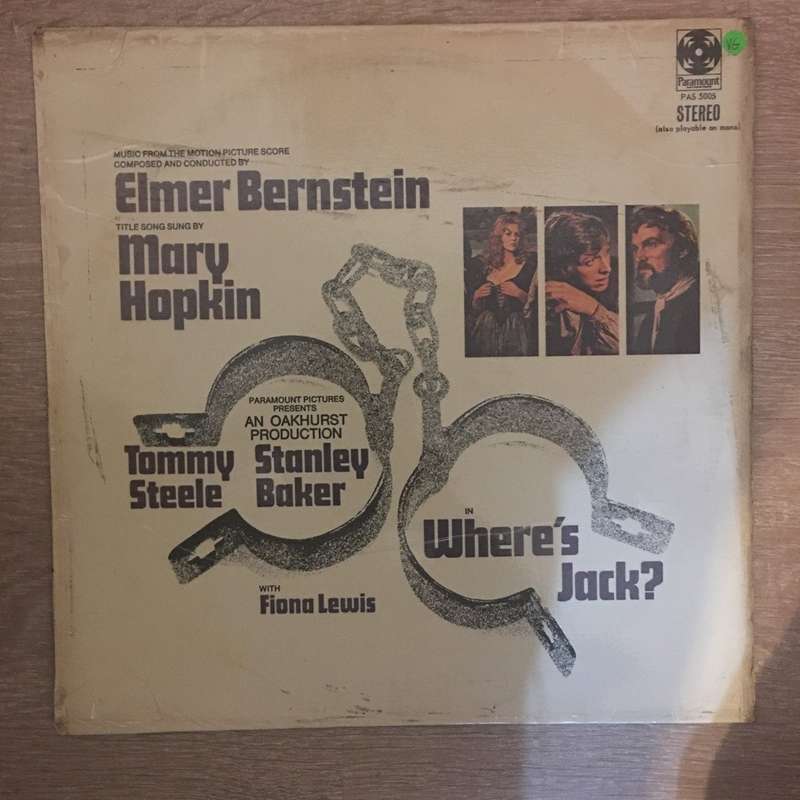 VG
Paramount
PAS 5005
STEREO
(also playable on mono)
MUSIC FROM THE MOTION PICTURE SCORE
COMPOSED AND CONDUCTED BY
Elmer Bernstein
TITLE SONG SUNG BY
Mary
Hopkin
PARAMOUNT PICTURES
PRESENTS
AN OAKHURST
PRODUCTION
Tommy Stanley
Steele Baker
IN
Where's
Jack?
WITH
Fiona Lewis